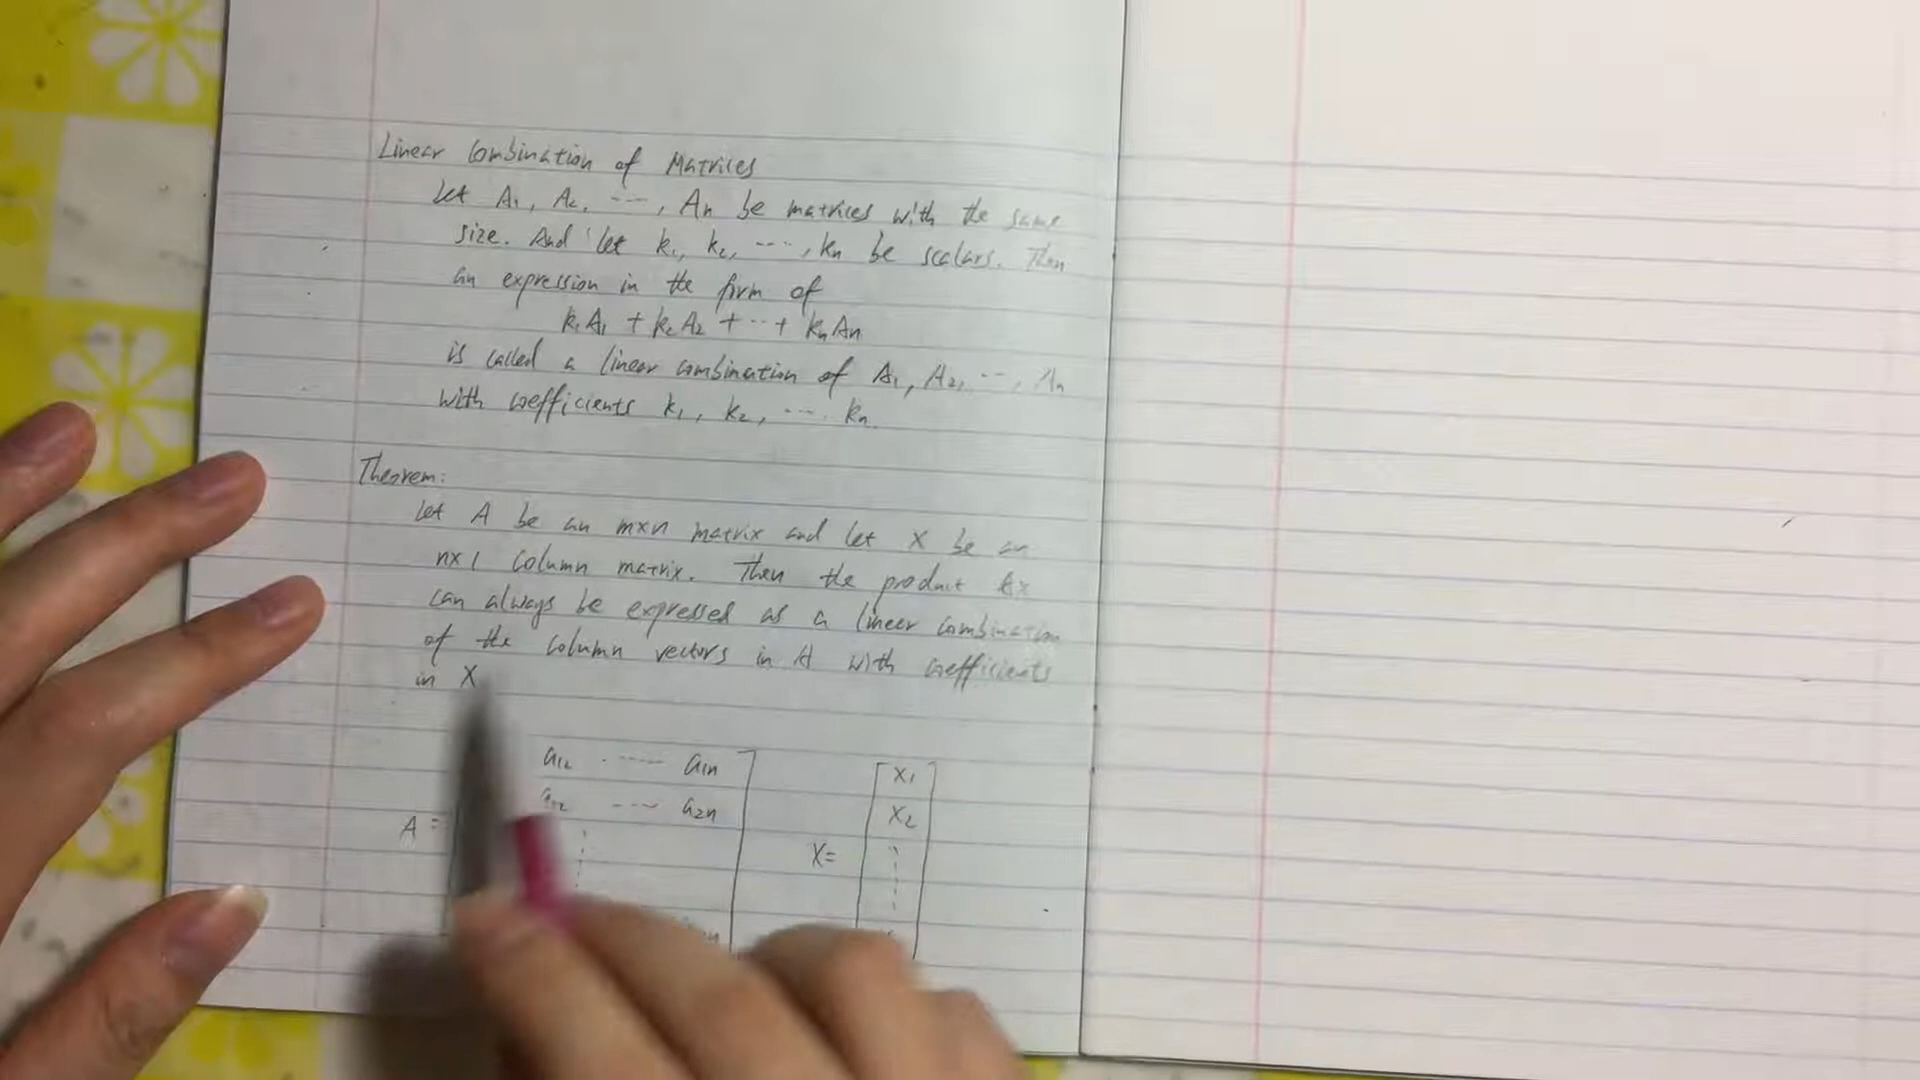 Linear Combination of Matrices
Let A1, A2, ..., An be matrices with the same
size. And let k1, k2, ..., kn be scalars. Then
an expression in the form of
k1A1 + k2A2 + ... + knAn
is called a linear combination of A1, A2, ..., An
with coefficients k1, k2, .... kn.
Theorem:
Let A be an mxn matrix and let X be an
nx1 column matrix. Then the product Ax
can always be expressed as a linear combination
of the column vectors in A with coefficients
in X
a12 ...... a1n
.... a2n
A =
X = [x1
x2